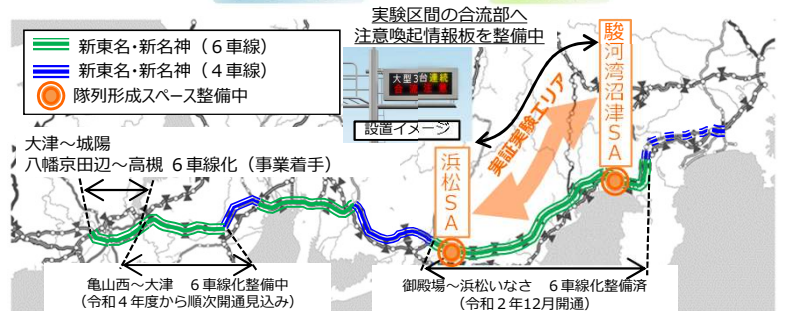 実験区間の合流部へ
注意喚起情報板を整備中
新東名・新名神（６車線）
新東名・新名神（４車線）
隊列形成スペース整備中
大型3台連続
合流注意
設置イメージ
駿河湾沼津SA
実証実験エリア
浜松SA
大津～城陽
八幡京田辺～高槻 ６車線化（事業着手）
亀山西～大津　６車線化整備中
（令和４年度から順次開通見込み）
御殿場～浜松いなさ　６車線化整備済
（令和２年12月開通）